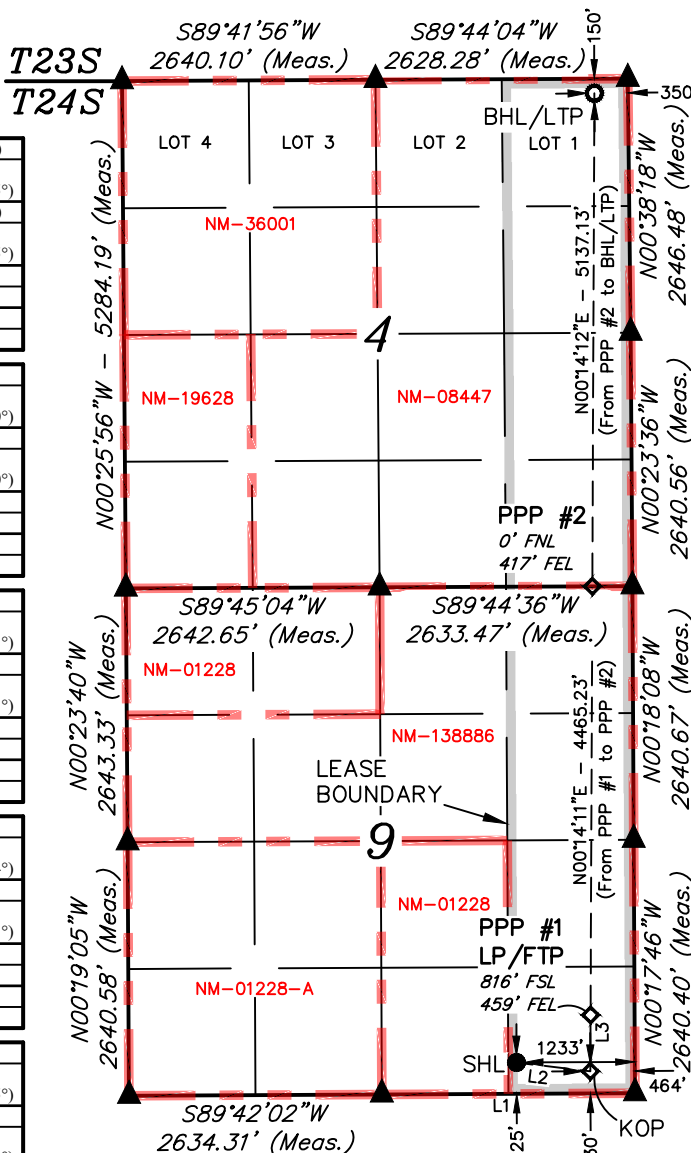 S89°41'56"W
2640.10' (Meas.)
S89°44'04"W
2628.28' (Meas.)
150'
T23S
T24S
350
BHL/LTP
LOT 4
LOT 3
LOT 2
LOT 1
NM-36001
N00°25'56"W - 5284.19' (Meas.)
N00°38'18"W
2646.48' (Meas.)
N00°14'12"E - 5137.13'
(From PPP #2 to BHL/LTP)
4
NM-19628
NM-08447
N00°23'36"W
2640.56' (Meas.)
PPP #2
0' FNL
417' FEL
S89°45'04"W
2642.65' (Meas.)
S89°44'36"W
2633.47' (Meas.)
NM-01228
N00°23'40"W
2643.33' (Meas.)
NM-138886
N00°18'08"W
2640.67' (Meas.)
LEASE
BOUNDARY
N00°14'11"E - 4465.23'
(From PPP #1 to PPP #2)
9
NM-01228
PPP #1
LP/FTP
816' FSL
459' FEL
N00°19'05"W
2640.58' (Meas.)
NM-01228-A
N00°17'46"W
2640.40' (Meas.)
L3
1233'
SHL
L2
464'
L1
KOP
S89°42'02"W
2634.31' (Meas.)